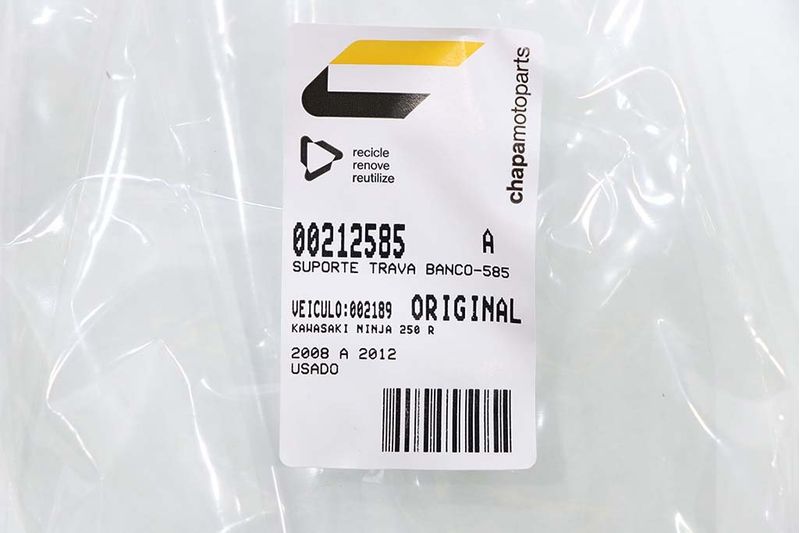 chapamotoparts
recicle
renove
reutilize
00212585 A
SUPORTE TRAVA BANCO-585
VEICULO:002189 ORIGINAL
KAWASAKI NINJA 250 R
2008 A 2012
USADO